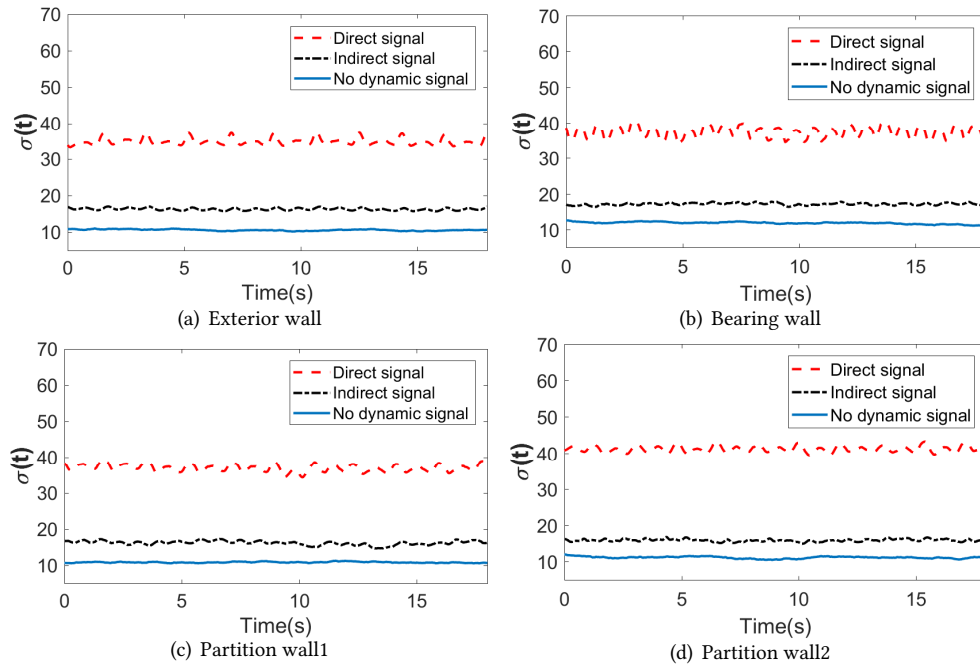 70
60
50
40
30
20
10
σ(t)
Direct signal
Indirect signal
No dynamic signal
0 5 10 15
Time(s)
(a) Exterior wall
70
60
50
40
30
20
10
σ(t)
Direct signal
Indirect signal
No dynamic signal
0 5 10 15
Time(s)
(b) Bearing wall
70
60
50
40
30
20
10
σ(t)
Direct signal
Indirect signal
No dynamic signal
0 5 10 15
Time(s)
(c) Partition wall1
70
60
50
40
30
20
10
σ(t)
Direct signal
Indirect signal
No dynamic signal
0 5 10 15
Time(s)
(d) Partition wall2